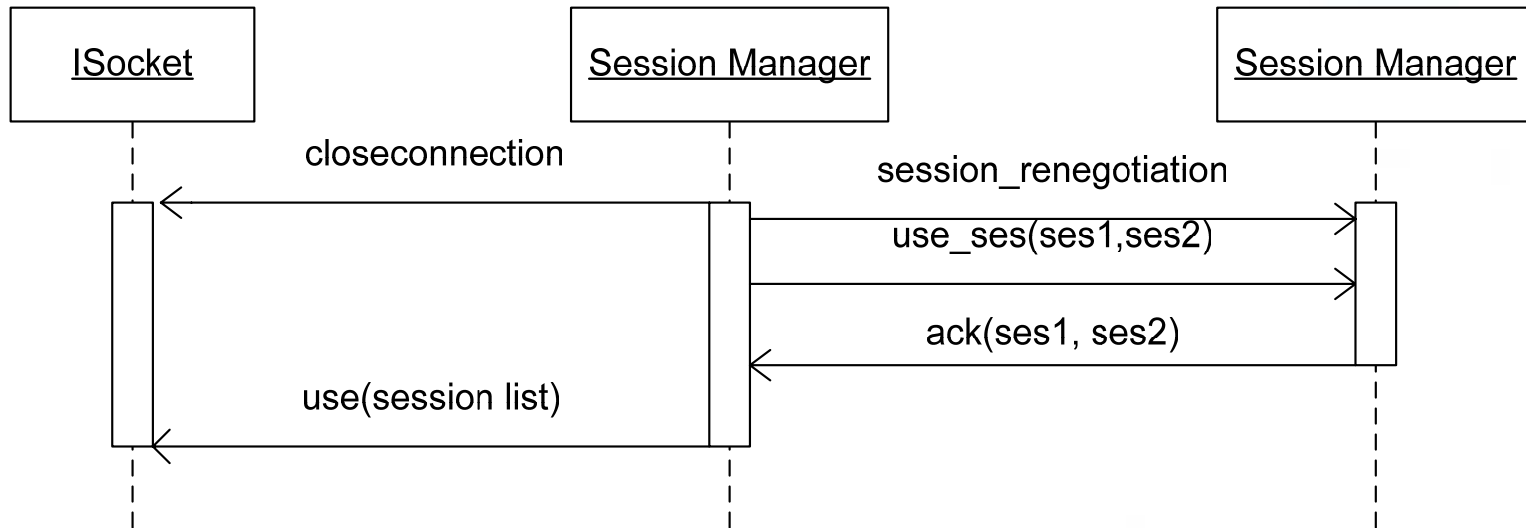 ISocket
Session Manager
Session Manager
closeconnection
session_renegotiation
use_ses(ses1,ses2)
ack(ses1, ses2)
use(session list)